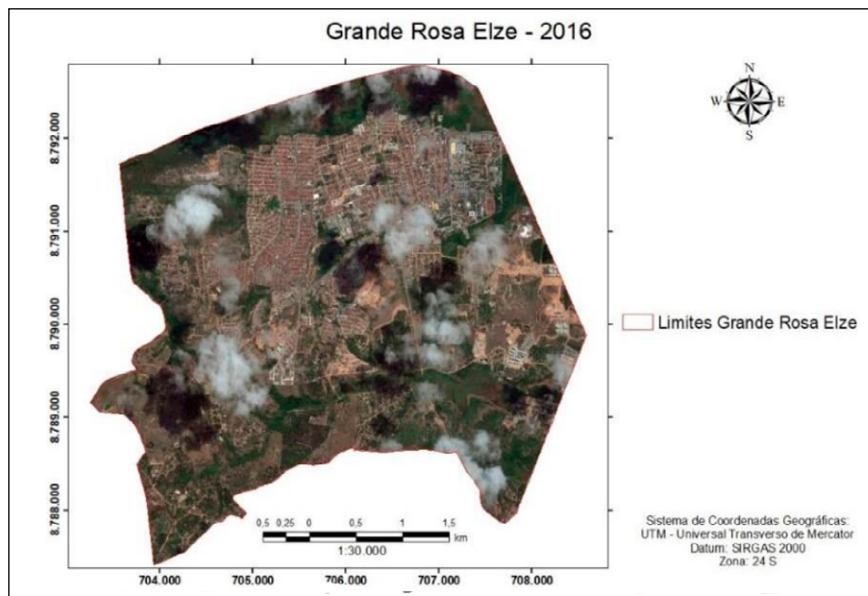 Grande Rosa Elze - 2016
N
W E
S
8.792.000
8.791.000
8.790.000
8.789.000
8.788.000
Limites Grande Rosa Elze
0,5 0,25 0 0,5 1 1,5
km
1:30.000
Sistema de Coordenadas Geográficas:
UTM - Universal Transverso de Mercator
Datum: SIRGAS 2000
Zona: 24 S
704.000 705.000 706.000 707.000 708.000